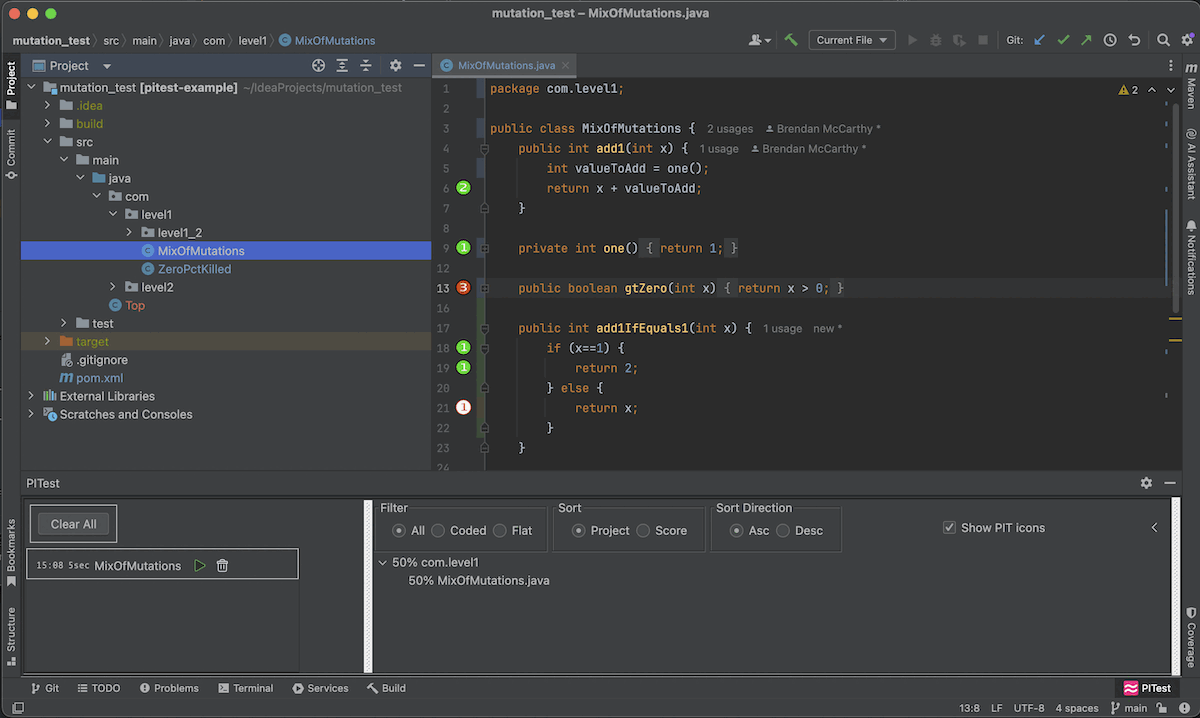 mutation_test – MixOfMutations.java
mutation_test src main java com level1 MixOfMutations
Current File
Git:
Project
MixOfMutations.java
mutation_test [pitest-example] ~/IdeaProjects/mutation_test
.idea
build
src
main
java
com
level1
level1_2
MixOfMutations
ZeroPctKilled
level2
Top
test
target
.gitignore
pom.xml
External Libraries
Scratches and Consoles
Project
Commit
Bookmarks
Structure
1 package com.level1;
2
3 public class MixOfMutations { 2 usages Brendan McCarthy *
4 public int add1(int x) { 1 usage Brendan McCarthy *
5 int valueToAdd = one();
6 2 return x + valueToAdd;
7 }
8
9 1 private int one() { return 1; }
12
13 3 public boolean gtZero(int x) { return x > 0; }
16
17 public int add1IfEquals1(int x) { 1 usage new *
18 1 if (x==1) {
19 1 return 2;
20 } else {
21 1 return x;
22 }
23 }
24
2
m
Maven
AI Assistant
Notifications
Coverage
PITest
Clear All
15:08 5sec MixOfMutations
Filter
All Coded Flat
Sort
Project Score
Sort Direction
Asc Desc
Show PIT icons
50% com.level1
50% MixOfMutations.java
Git TODO Problems Terminal Services Build PITest
13:8 LF UTF-8 4 spaces main